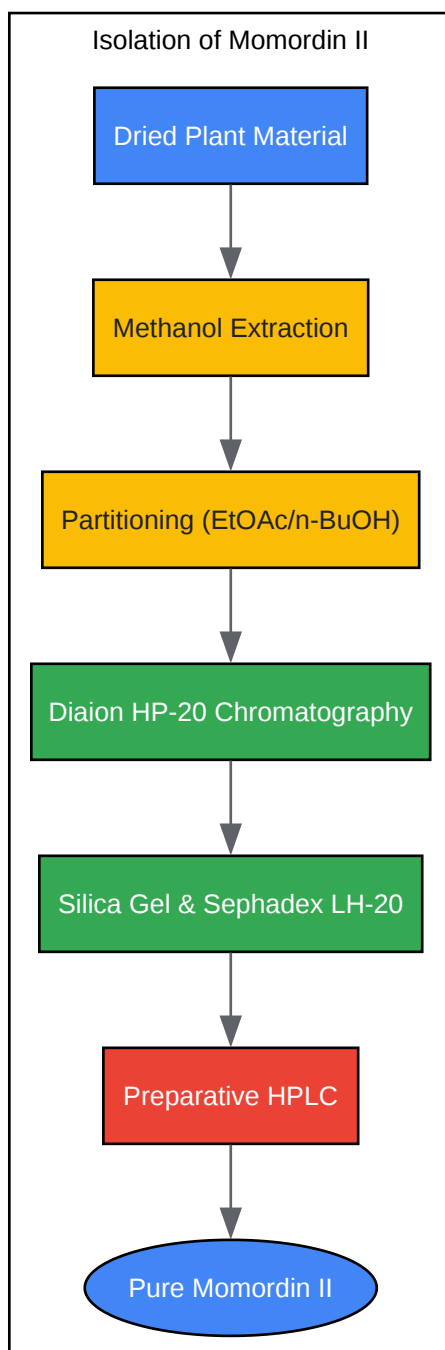 Isolation of Momordin II
Dried Plant Material
Methanol Extraction
Partitioning (EtOAc/n-BuOH)
Diaion HP-20 Chromatography
Silica Gel & Sephadex LH-20
Preparative HPLC
Pure Momordin II